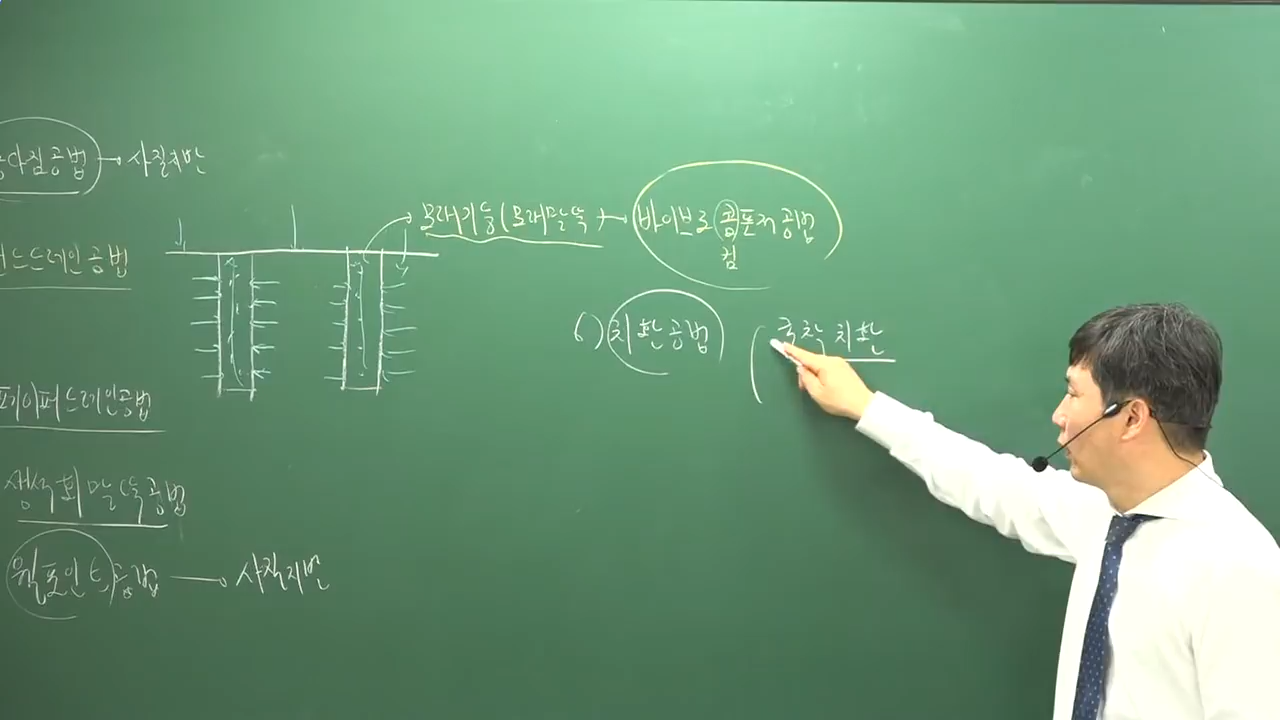 다짐공법 → 사질지반
드드레인공법
모래기둥(모래말뚝) → 바이브로 콤포저 공법
컴
6) 치환공법 ( 굴착 치환
페이퍼드레인공법
생석회 말뚝공법
웰포인트공법 → 사질지반